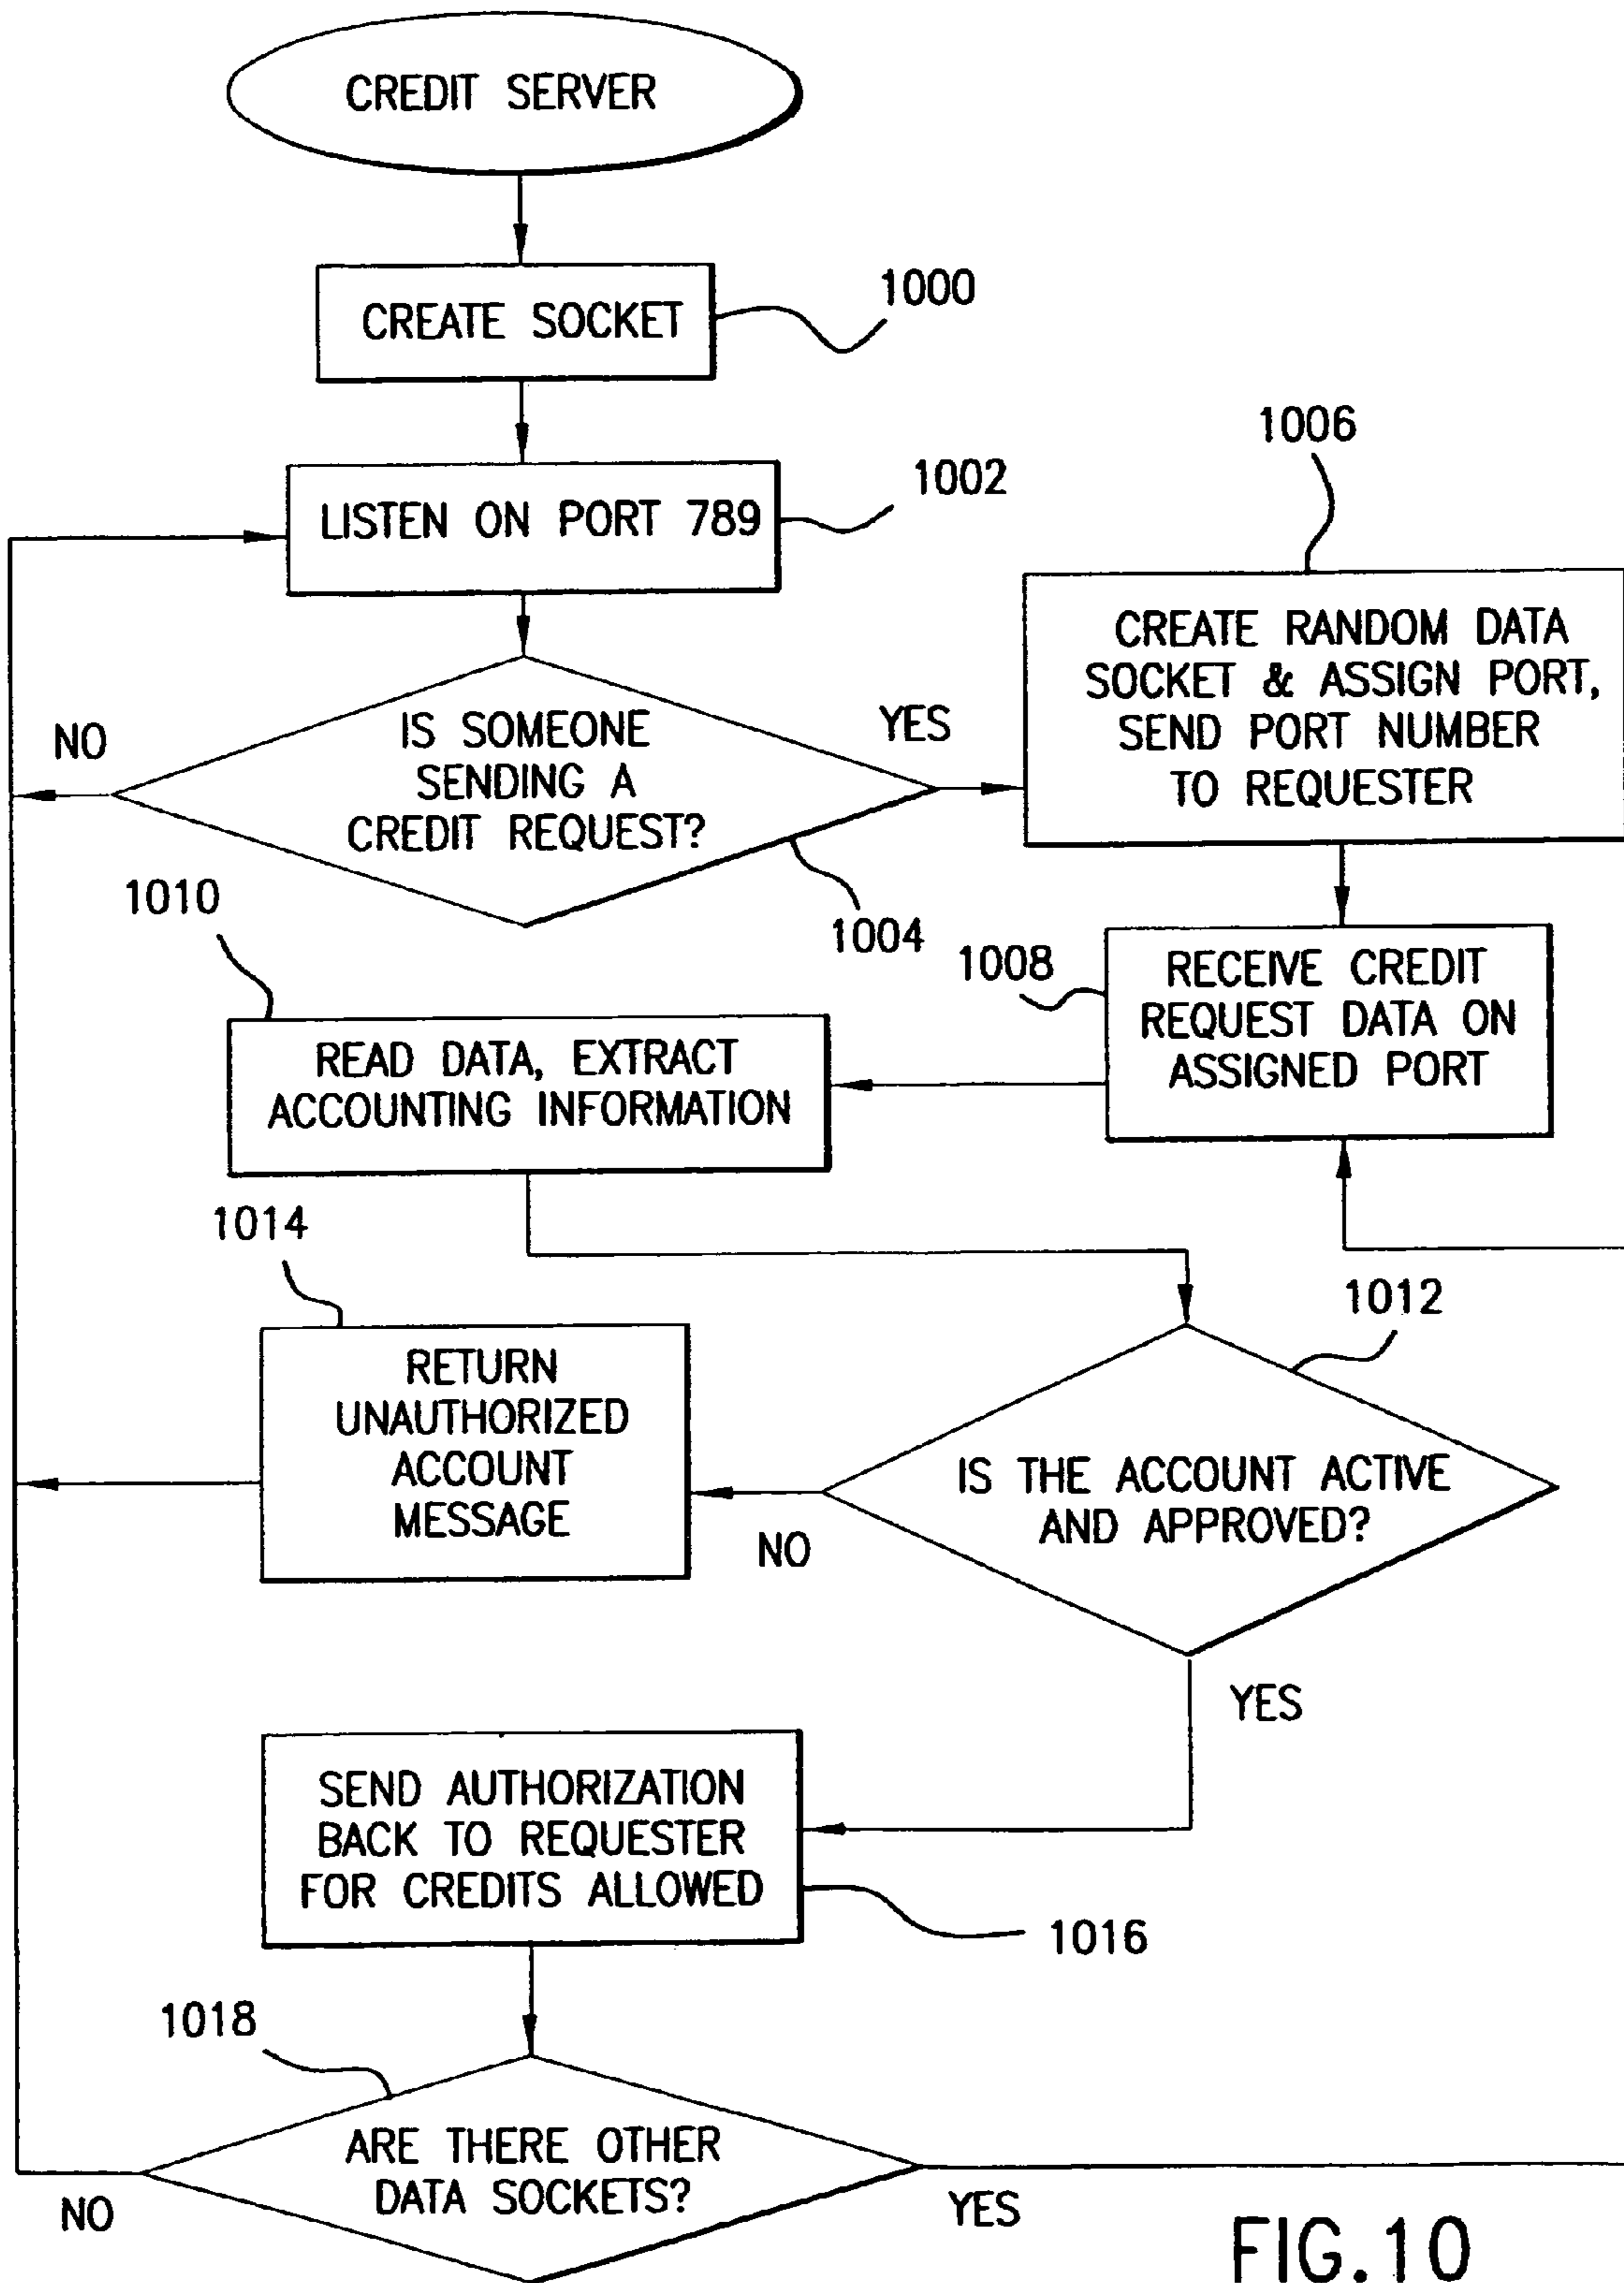 CREDIT SERVER
CREATE SOCKET
1000
LISTEN ON PORT 789
1002
1006
CREATE RANDOM DATA
SOCKET & ASSIGN PORT,
SEND PORT NUMBER
TO REQUESTER
NO
IS SOMEONE
SENDING A
CREDIT REQUEST?
YES
1004
1008
RECEIVE CREDIT
REQUEST DATA ON
ASSIGNED PORT
1010
READ DATA, EXTRACT
ACCOUNTING INFORMATION
1012
IS THE ACCOUNT ACTIVE
AND APPROVED?
NO
YES
1014
RETURN
UNAUTHORIZED
ACCOUNT
MESSAGE
SEND AUTHORIZATION
BACK TO REQUESTER
FOR CREDITS ALLOWED
1016
1018
ARE THERE OTHER
DATA SOCKETS?
NO
YES
FIG.10